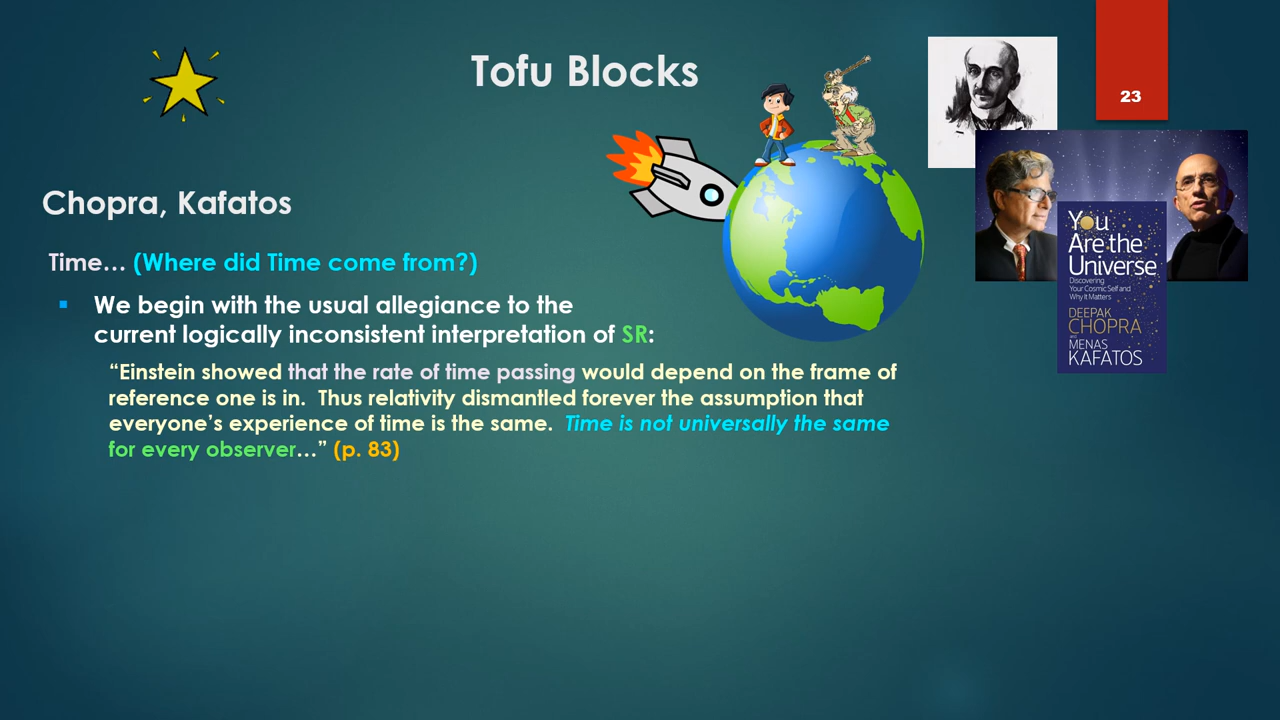 Tofu Blocks
23
Chopra, Kafatos
Time… (Where did Time come from?)
We begin with the usual allegiance to the
current logically inconsistent interpretation of SR:
“Einstein showed that the rate of time passing would depend on the frame of
reference one is in.  Thus relativity dismantled forever the assumption that
everyone’s experience of time is the same.  Time is not universally the same
for every observer…” (p. 83)
You
Are the
Universe
Discovering
Your Cosmic Self and
Why It Matters
DEEPAK
CHOPRA
and
MENAS
KAFATOS